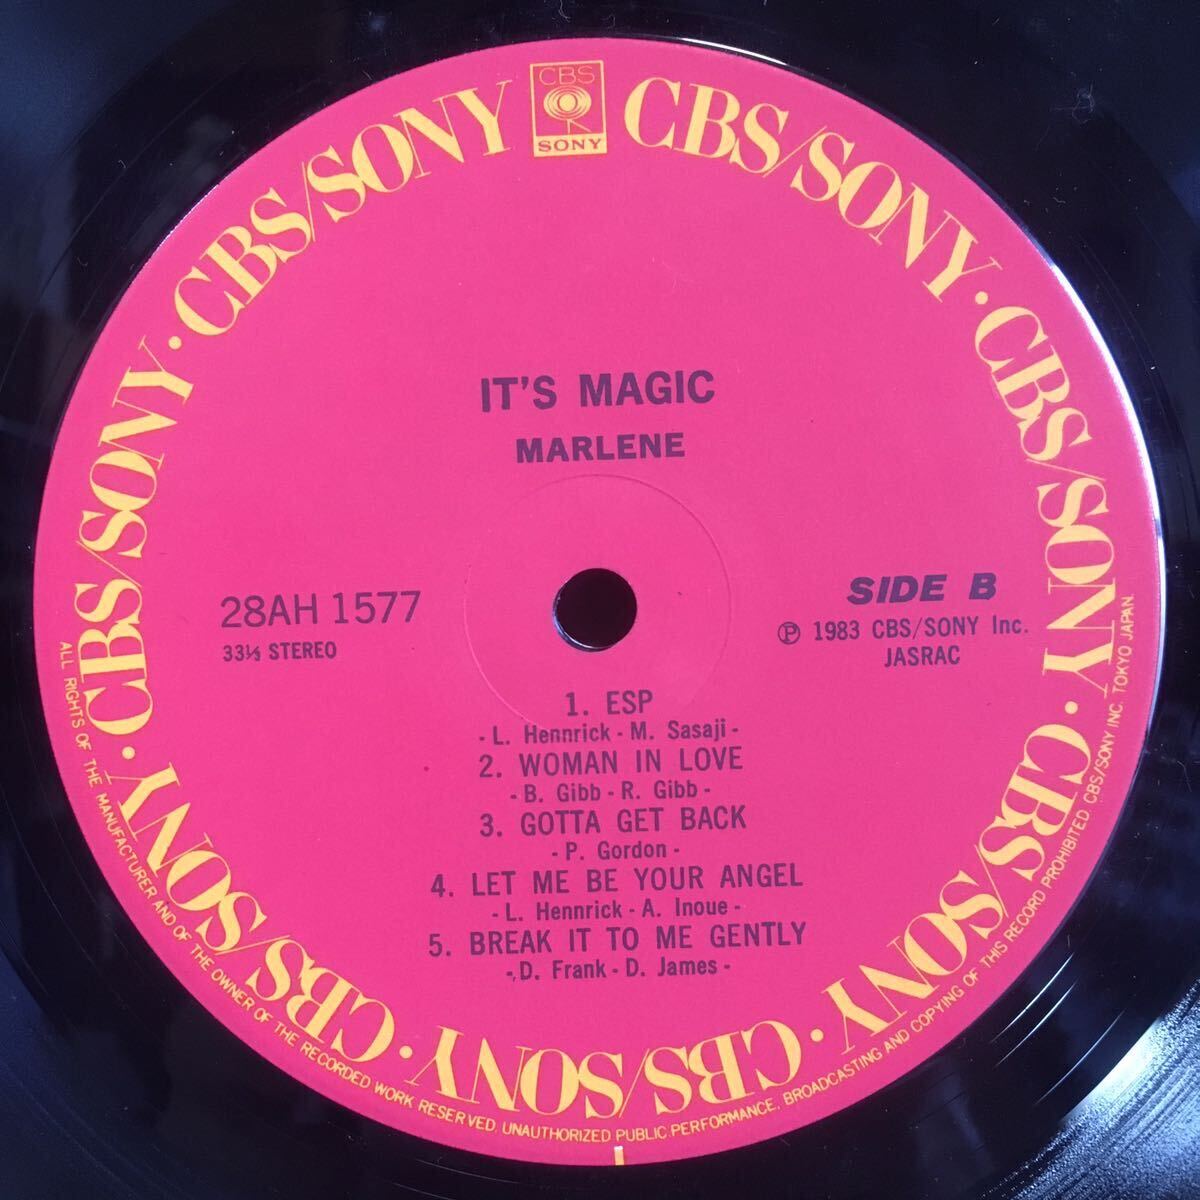 CBS
SONY
CBS/SONY · CBS/SONY · CBS/SONY · CBS/SONY · CBS/SONY · CBS/SONY · CBS/SONY · CBS/SONY
IT'S MAGIC
MARLENE
28AH 1577
33⅓ STEREO
SIDE B
Ⓟ 1983 CBS/SONY Inc.
JASRAC
1. ESP
- L. Hennrick - M. Sasaji -
2. WOMAN IN LOVE
- B. Gibb - R. Gibb -
3. GOTTA GET BACK
- P. Gordon -
4. LET ME BE YOUR ANGEL
- L. Hennrick - A. Inoue -
5. BREAK IT TO ME GENTLY
- D. Frank - D. James -
ALL RIGHTS OF THE MANUFACTURER AND OF THE OWNER OF THE RECORDED WORK RESERVED. UNAUTHORIZED PUBLIC PERFORMANCE, BROADCASTING AND COPYING OF THIS RECORD PROHIBITED CBS/SONY INC. TOKYO JAPAN.